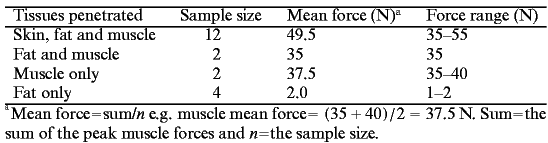 Tissues penetrated Sample size Mean force (N)a Force range (N)
Skin, fat and muscle 12 49.5 35–55
Fat and muscle 2 35 35
Muscle only 2 37.5 35–40
Fat only 4 2.0 1–2
a Mean force=sum/n e.g. muscle mean force= (35 + 40)/2 = 37.5 N. Sum=the
sum of the peak muscle forces and n=the sample size.